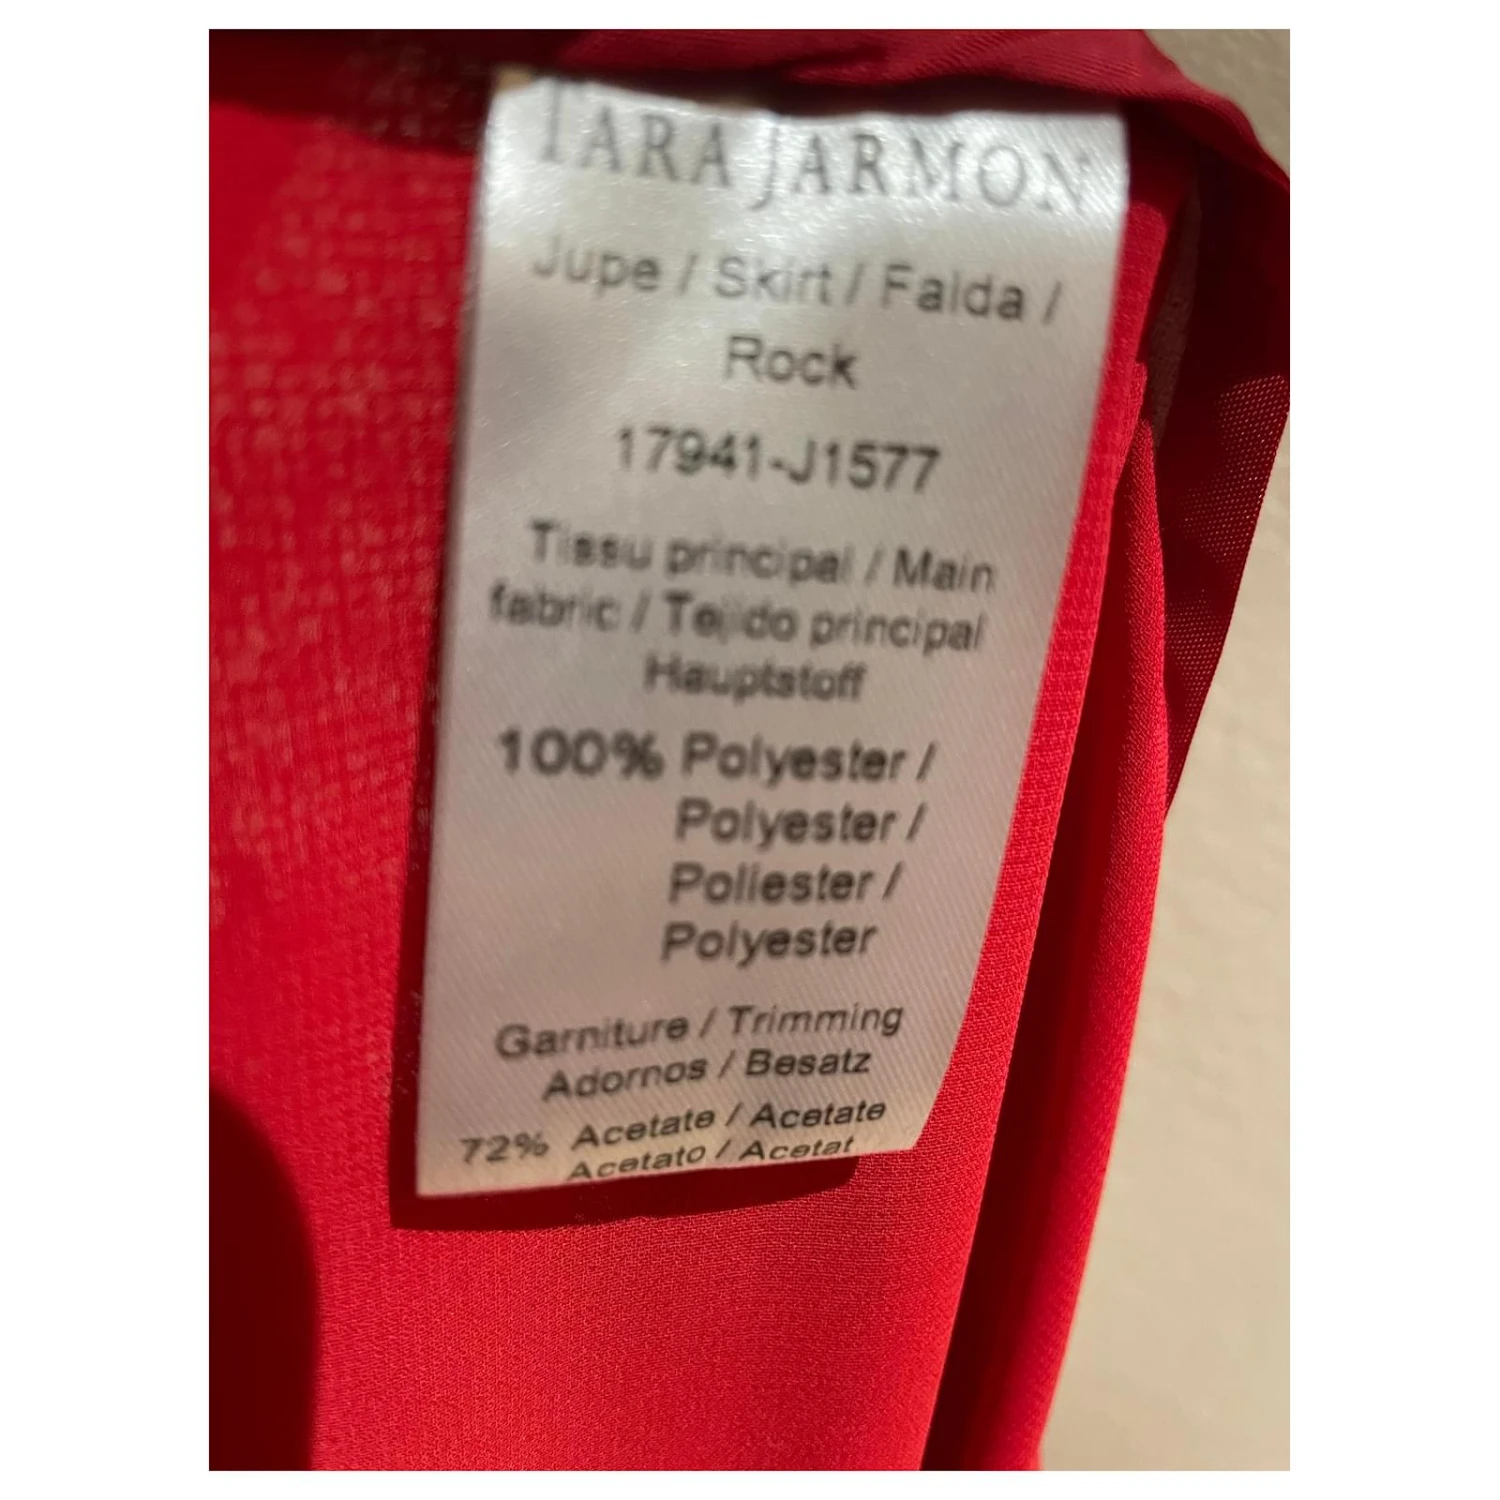 TARA JARMON
Jupe / Skirt / Falda /
Rock
17941-J1577
Tissu principal / Main
fabric / Tejido principal
Hauptstoff
100% Polyester /
Polyester /
Poliester /
Polyester
Garniture / Trimming
Adornos / Besatz
72% Acetate / Acetate
Acetato / Acetat